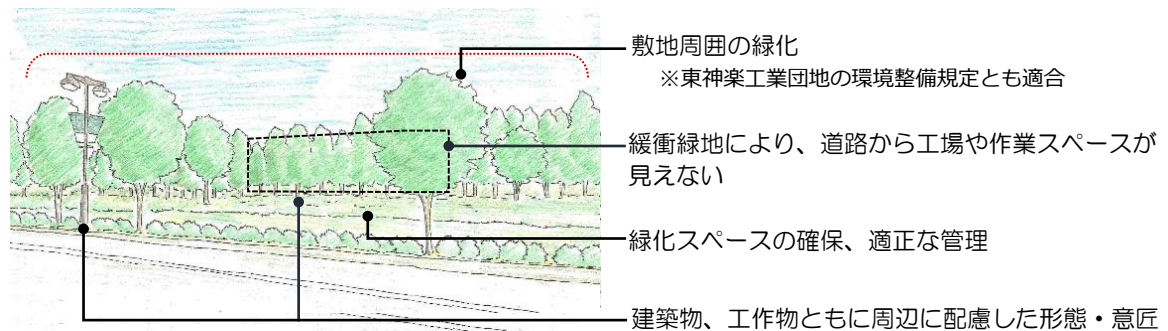 敷地周囲の緑化
※東神楽工業団地の環境整備規定とも適合
緩衝緑地により、道路から工場や作業スペースが
見えない
緑化スペースの確保、適正な管理
建築物、工作物ともに周辺に配慮した形態・意匠